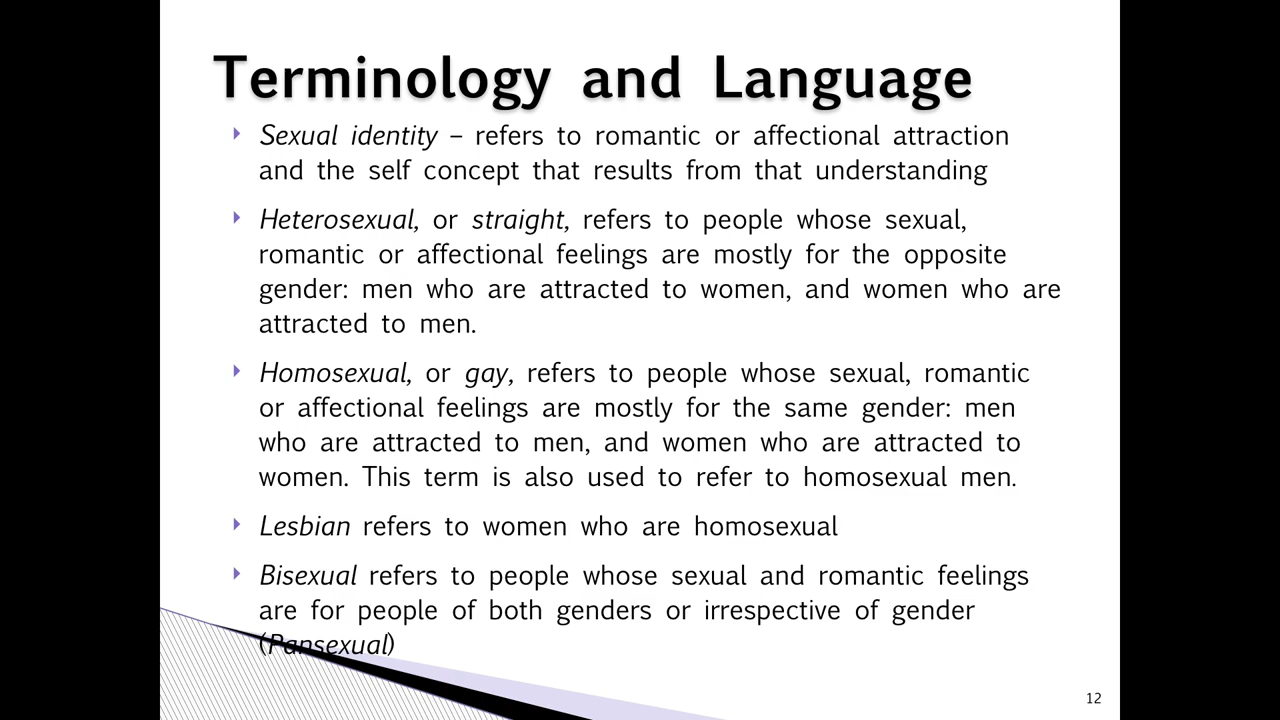 Terminology and Language
Sexual identity – refers to romantic or affectional attraction
and the self concept that results from that understanding
Heterosexual, or straight, refers to people whose sexual,
romantic or affectional feelings are mostly for the opposite
gender: men who are attracted to women, and women who are
attracted to men.
Homosexual, or gay, refers to people whose sexual, romantic
or affectional feelings are mostly for the same gender: men
who are attracted to men, and women who are attracted to
women. This term is also used to refer to homosexual men.
Lesbian refers to women who are homosexual
Bisexual refers to people whose sexual and romantic feelings
are for people of both genders or irrespective of gender
(Pansexual)
12